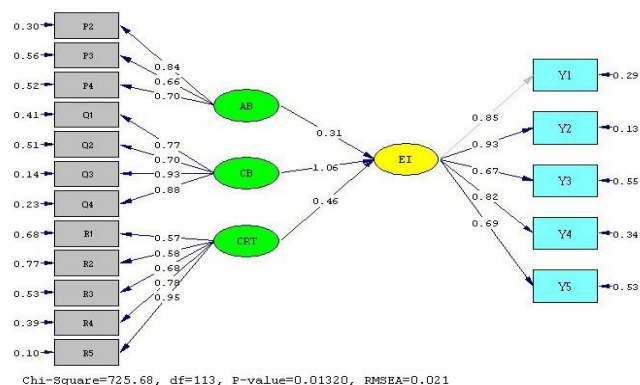 0.30 P2
0.56 P3
0.52 P4
0.41 Q1
0.51 Q2
0.14 Q3
0.23 Q4
0.68 R1
0.77 R2
0.53 R3
0.39 R4
0.10 R5
0.84
0.66
0.70
0.77
0.70
0.93
0.88
0.57
0.58
0.68
0.78
0.95
AB
CB
CRT
0.31
1.06
0.46
EI
0.85
0.93
0.67
0.82
0.69
Y1 0.29
Y2 0.13
Y3 0.55
Y4 0.34
Y5 0.53
Chi-Square=725.68, df=113, P-value=0.01320, RMSEA=0.021